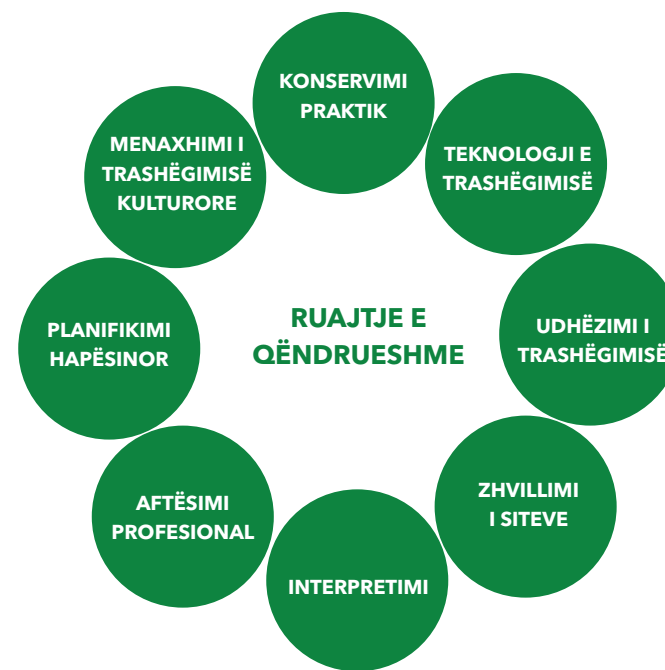 KONSERVIMI
PRAKTIK
TEKNOLOGJI E
TRASHËGIMISË
UDHËZIMI I
TRASHËGIMISË
ZHVILLIMI
I SITEVE
INTERPRETIMI
AFTËSIMI
PROFESIONAL
PLANIFIKIMI
HAPËSINOR
MENAXHIMI I
TRASHËGIMISË
KULTURORE
RUAJTJE E
QËNDRUESHME